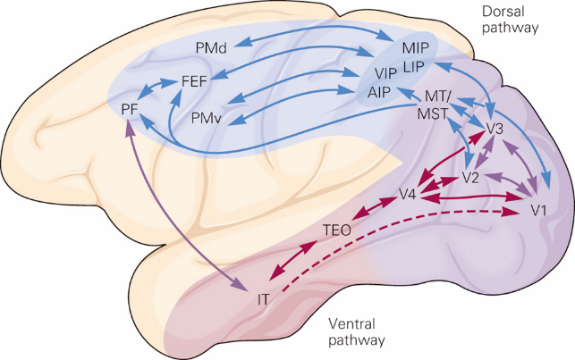 Dorsal
pathway
PMd
MIP
LIP
VIP
AIP
FEF
PF
PMv
MT/
MST
V3
V2
V4
V1
TEO
IT
Ventral
pathway